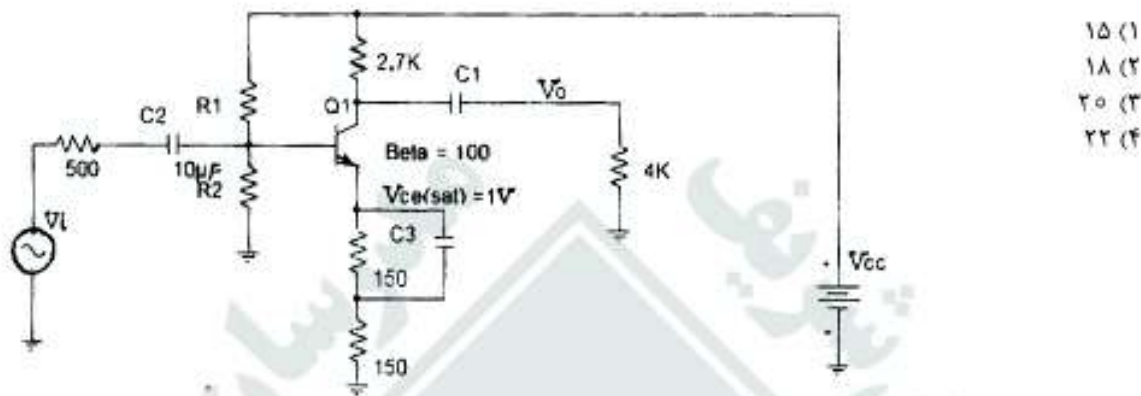 ۱) ۱۵
۲) ۱۸
۳) ۲۰
۴) ۲۲
2.7K
C1
Vo
R1
Q1
C2
Beta = 100
500
10µF
R2
4K
Vce(sat) = 1V
Vi
C3
Vcc
150
150